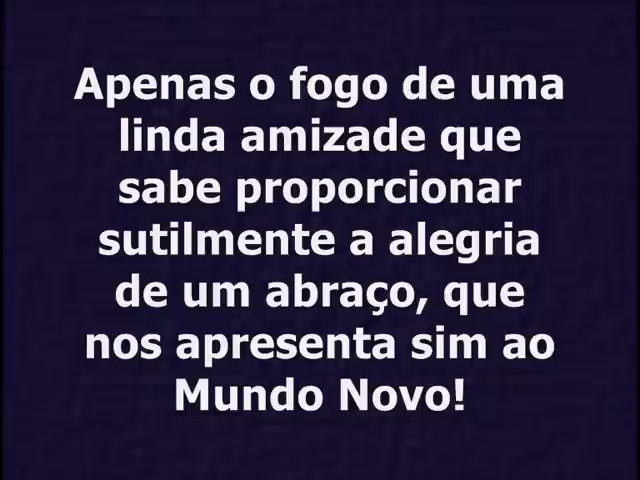 Apenas o fogo de uma
linda amizade que
sabe proporcionar
sutilmente a alegria
de um abraço, que
nos apresenta sim ao
Mundo Novo!